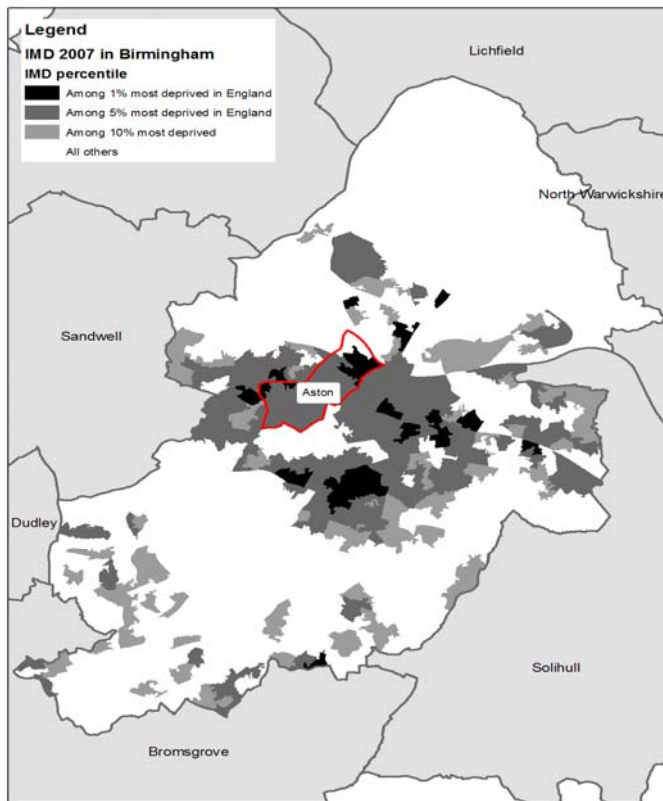 Legend
IMD 2007 in Birmingham
IMD percentile
Among 1% most deprived in England
Among 5% most deprived in England
Among 10% most deprived
All others
Lichfield
North Warwickshire
Sandwell
Aston
Dudley
Solihull
Bromsgrove